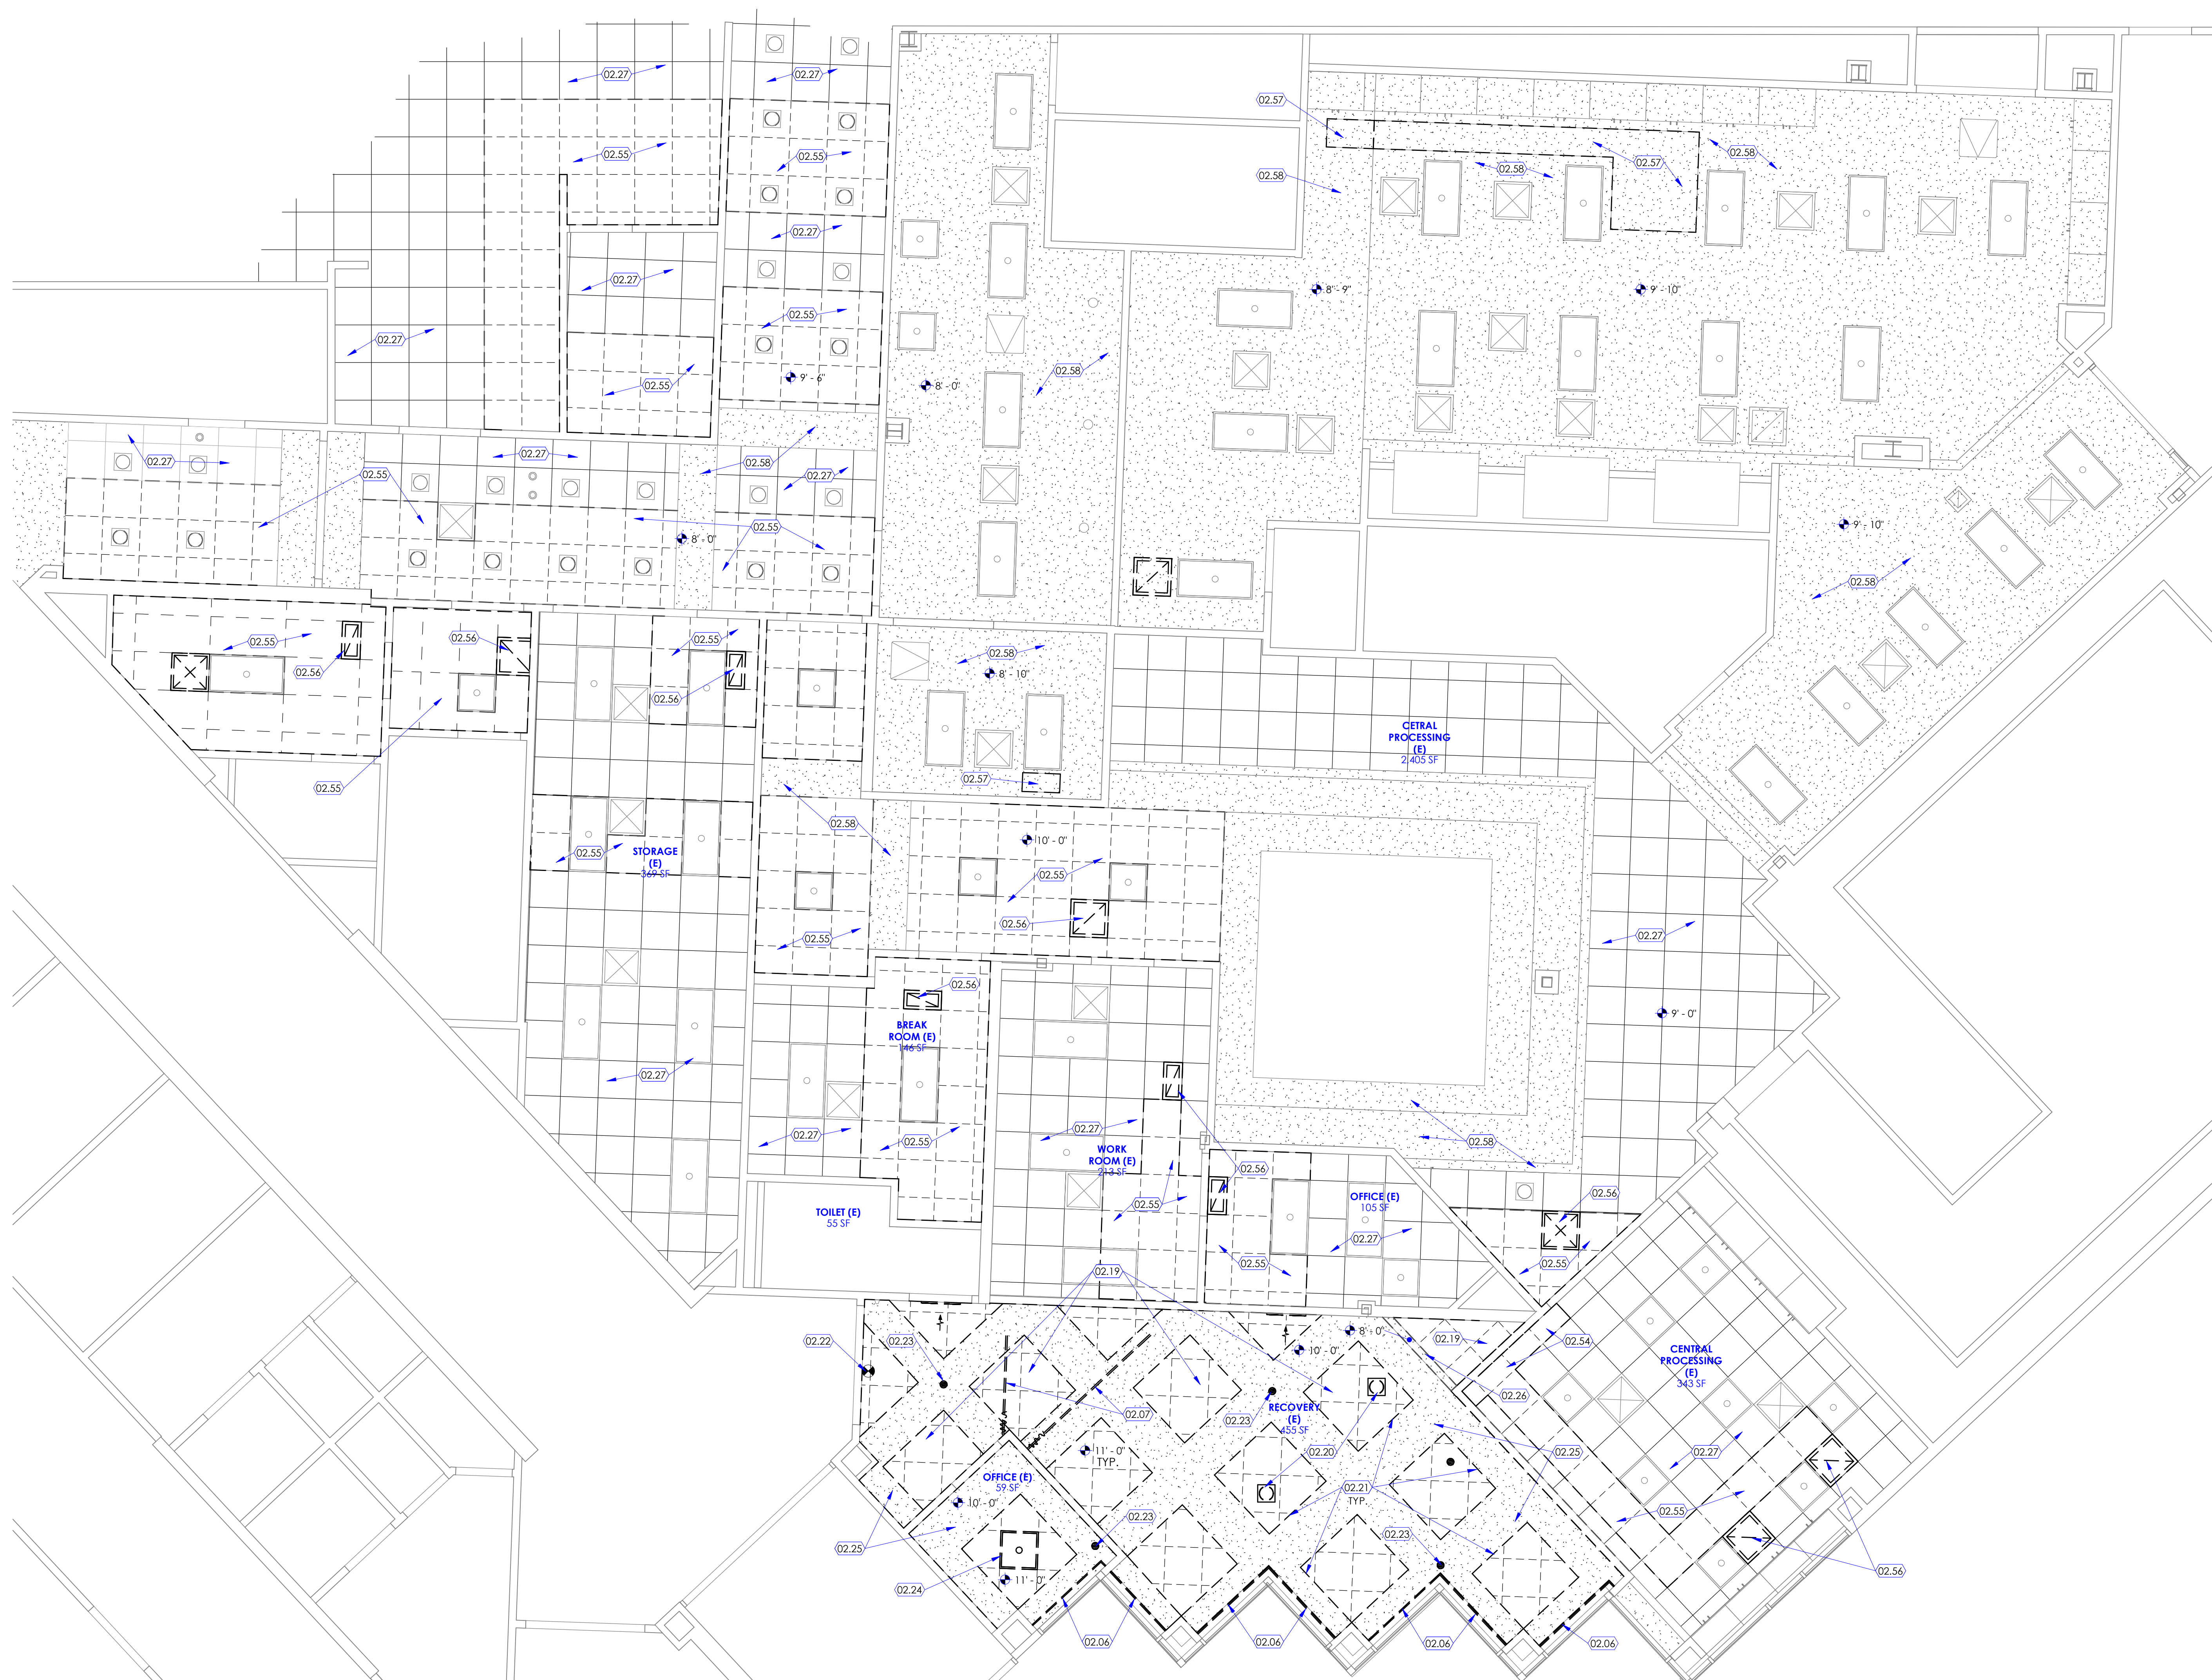 02.27
02.27
02.57
02.55
02.55
02.58
02.57
02.58
02.58
02.27
02.27
8' - 9"
9' - 10"
02.55
02.27
02.58
9' - 6"
8' - 0"
02.55
02.27
02.27
02.58
02.27
02.55
02.55
9' - 10"
8' - 0"
02.58
02.55
02.56
02.55
02.58
02.56
02.56
8' - 10"
CETRAL
PROCESSING
(E)
2,405 SF
02.57
02.55
02.58
10' - 0"
02.55
STORAGE
(E)
369 SF
02.55
02.56
02.55
02.27
02.56
9' - 0"
BREAK
ROOM (E)
146 SF
02.27
02.27
02.55
02.27
02.58
WORK
ROOM (E)
213 SF
02.56
02.56
02.55
OFFICE (E)
105 SF
TOILET (E)
55 SF
02.27
02.55
02.55
02.19
02.22
02.23
8' - 0"
02.19
02.54
10' - 0"
CENTRAL
PROCESSING
(E)
343 SF
02.26
02.07
02.23
RECOVERY
(E)
455 SF
11' - 0"
TYP.
02.20
02.25
02.27
OFFICE (E)
59 SF
02.21
TYP.
10' - 0"
02.23
02.55
02.23
02.25
02.56
11' - 0"
02.24
02.06
02.06
02.06
02.06